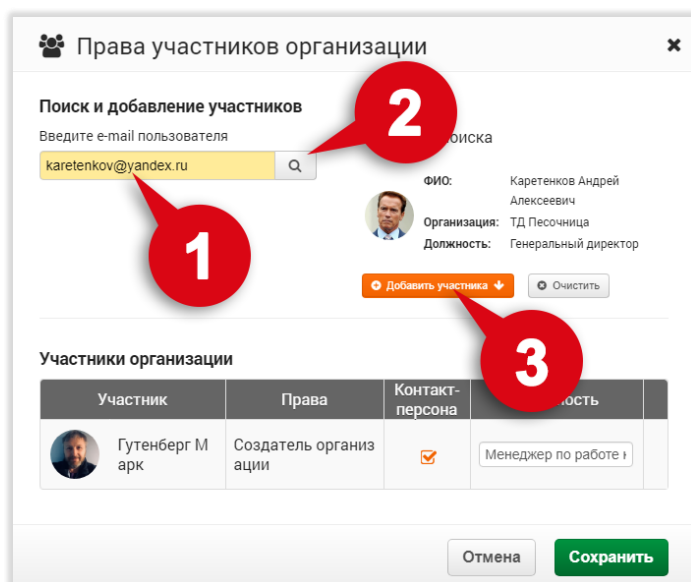 Права участников организации
Поиск и добавление участников
Введите e-mail пользователя
karetenkov@yandex.ru
2
1
ФИО: Каретенков Андрей
Алексеевич
Организация: ТД Песочница
Должность: Генеральный директор
Добавить участника
Очистить
3
Участники организации
Участник Права Контакт-
персона
Гутенберг М
арк
Создатель организ
ации
Менеджер по работе
Отмена Сохранить